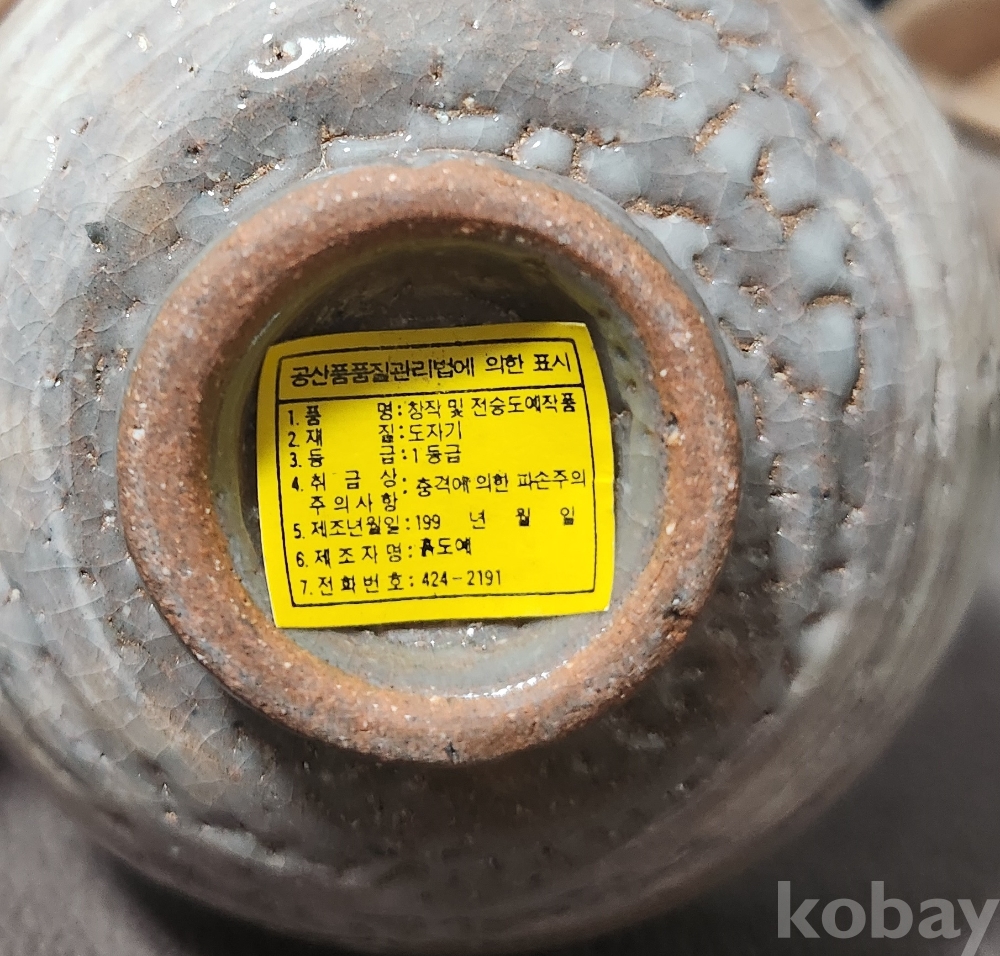 공산품품질관리법에 의한 표시
1. 품 명 : 창작 및 전승도예작품
2. 재 질 : 도자기
3. 등 급 : 1 등급
4. 취 급 상 : 충격에 의한 파손주의
주 의 사 항
5. 제조년월일 : 199 년 월 일
6. 제 조 자 명 :
7. 전 화 번 호 : 424-2191
kobay